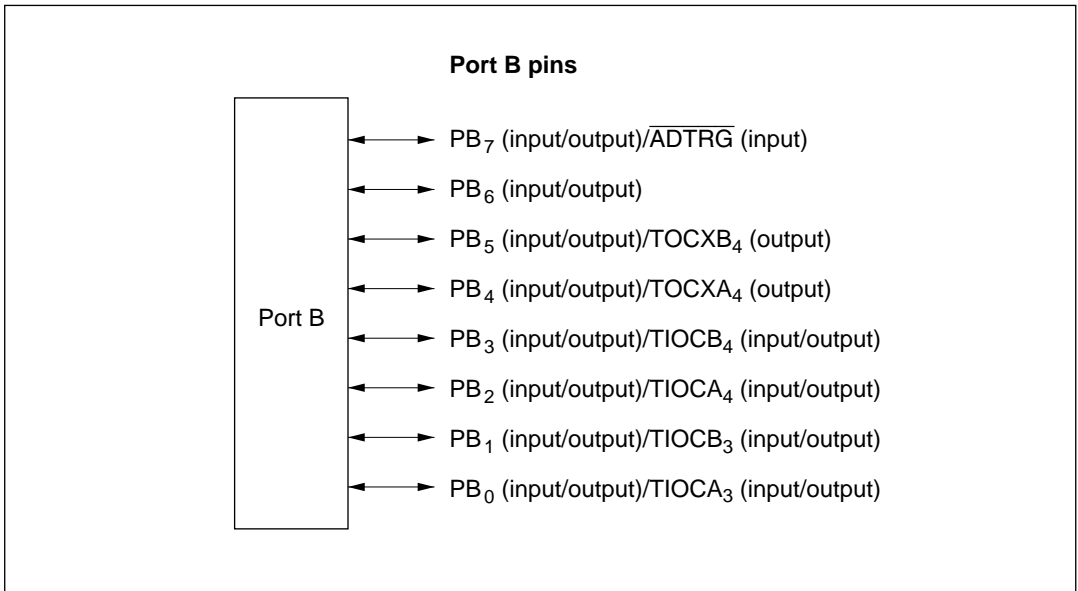 Port B pins
PB7 (input/output)/A̅D̅T̅R̅G̅ (input)
PB6 (input/output)
PB5 (input/output)/TOCXB4 (output)
PB4 (input/output)/TOCXA4 (output)
Port B
PB3 (input/output)/TIOCB4 (input/output)
PB2 (input/output)/TIOCA4 (input/output)
PB1 (input/output)/TIOCB3 (input/output)
PB0 (input/output)/TIOCA3 (input/output)